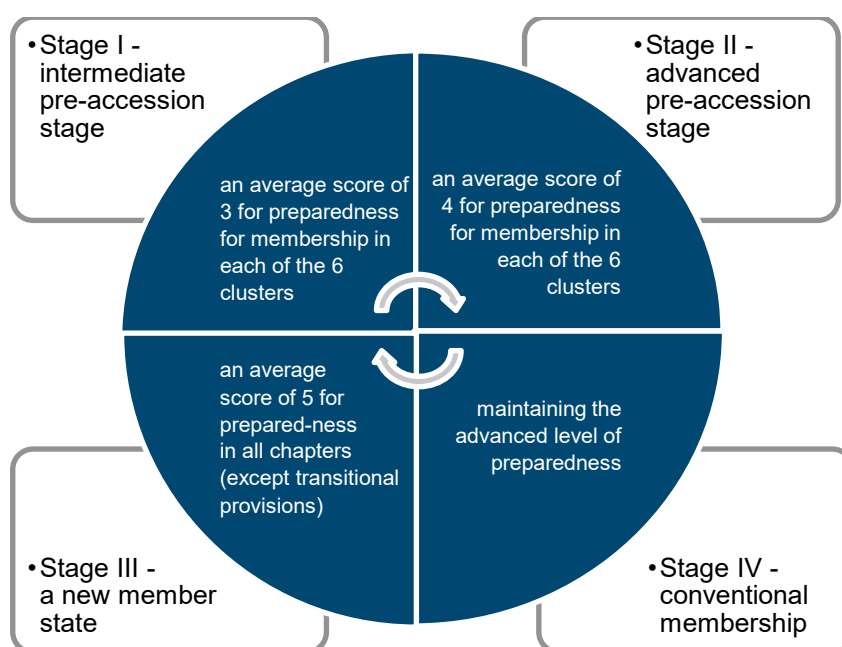 •Stage I -
intermediate
pre-accession
stage
•Stage II -
advanced
pre-accession
stage
an average score of
3 for preparedness
for membership in
each of the 6
clusters
an average score of
4 for preparedness
for membership in
each of the 6
clusters
an average
score of 5 for
prepared-ness
in all chapters
(except transitional
provisions)
maintaining the
advanced level of
preparedness
•Stage III -
a new member
state
•Stage IV -
conventional
membership